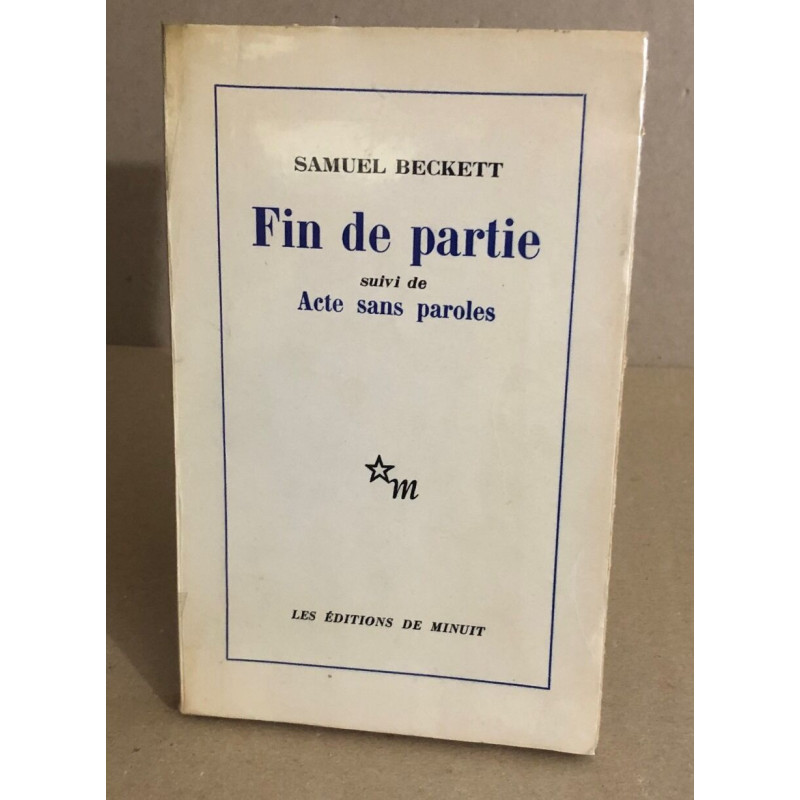 SAMUEL BECKETT
Fin de partie
suivi de
Acte sans paroles
m
LES ÉDITIONS DE MINUIT